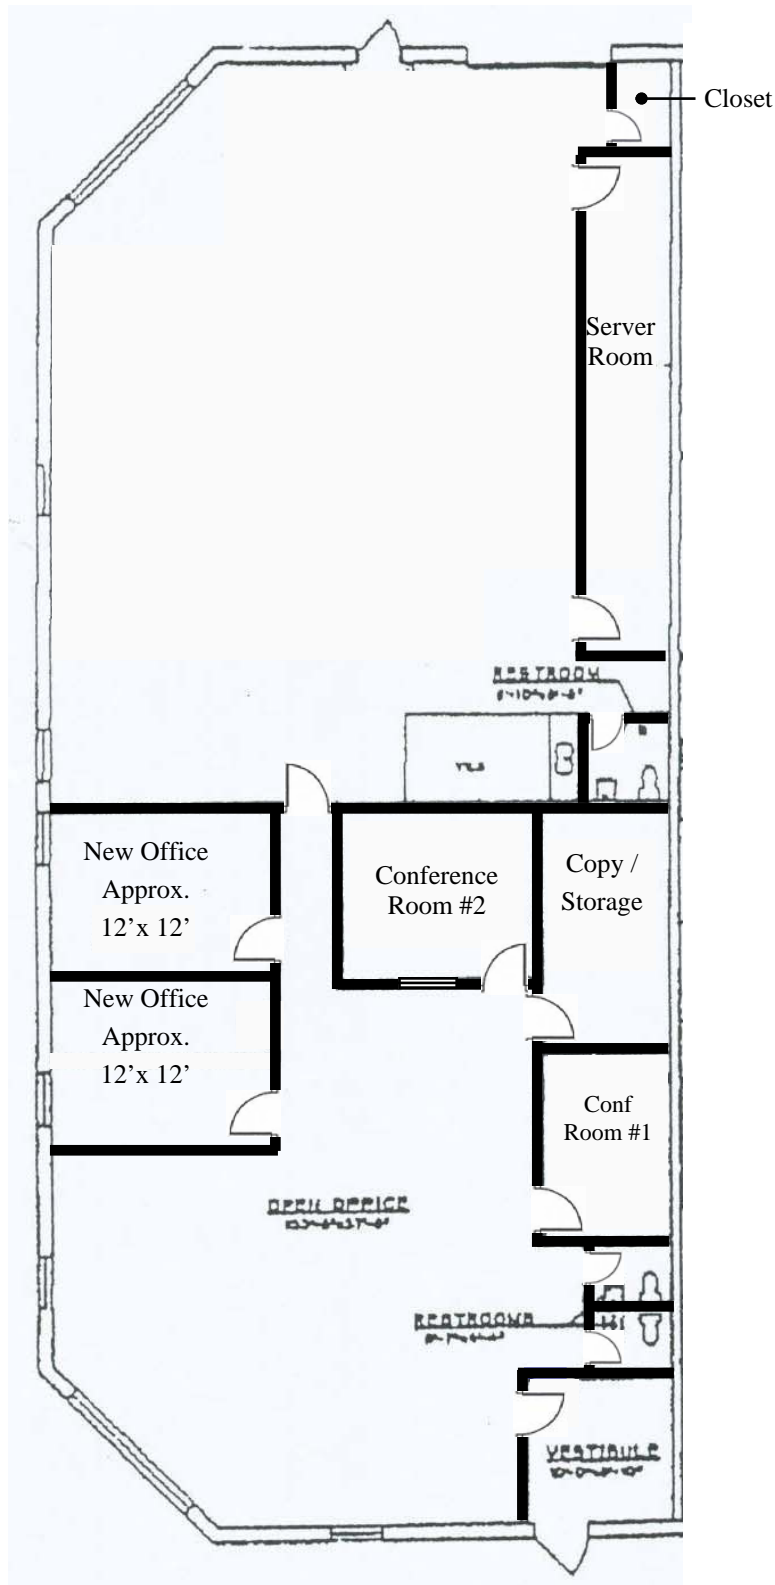 Closet
Server
Room
RESTROOM
New Office
Approx.
12’x 12’
Conference
Room #2
Copy /
Storage
New Office
Approx.
12’x 12’
Conf
Room #1
OPEN OFFICE
RESTROOMS
VESTIBULE